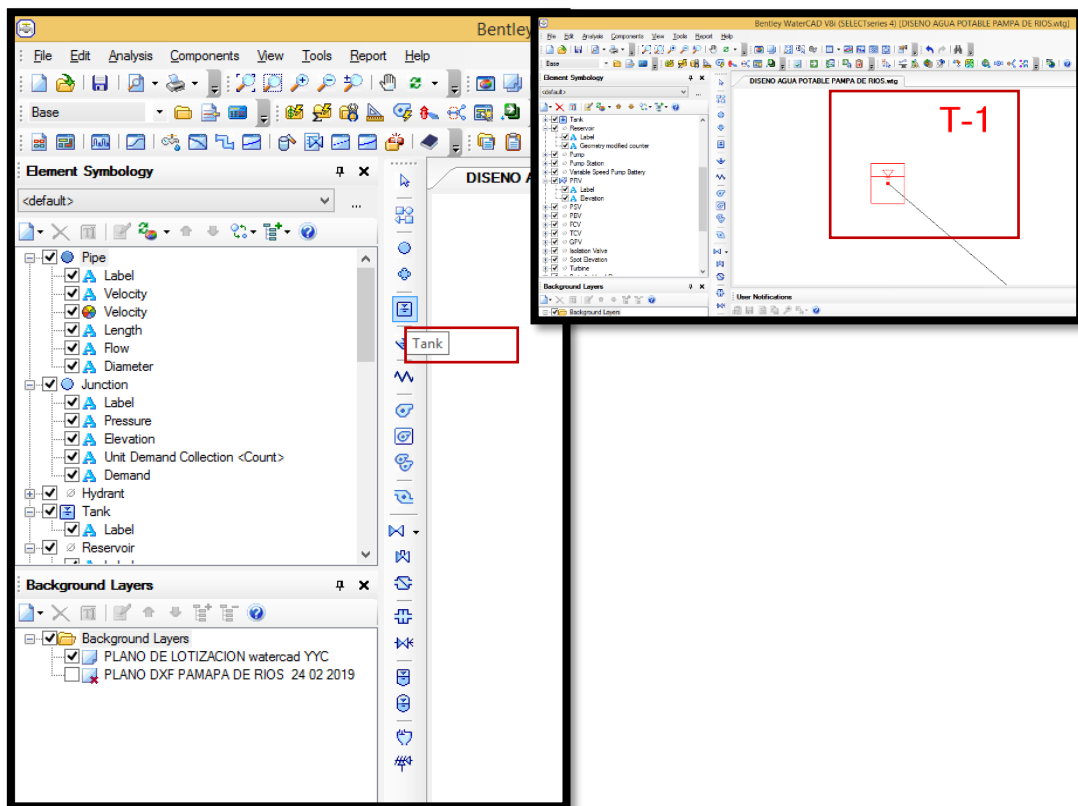 Bentley
File Edit Analysis Components View Tools Report Help
Base
Element Symbology
<default>
...
Pipe
Label
Velocity
Velocity
Length
Flow
Diameter
Junction
Label
Pressure
Elevation
Unit Demand Collection <Count>
Demand
Hydrant
Tank
Label
Reservoir
Background Layers
Background Layers
PLANO DE LOTIZACION watercad YYC
PLANO DXF PAMAPA DE RIOS 24 02 2019
DISENO A
Tank
Bentley WaterCAD V8i (SELECTseries 4) [DISENO AGUA POTABLE PAMPA DE RIOS.wtg]
File Edit Analysis Components View Tools Report Help
Base
Element Symbology
<default>
...
Tank
Reservoir
Label
Geometry modified counter
Pump
Pump Station
Variable Speed Pump Battery
PRV
Label
Elevation
PSV
PBV
FCV
TCV
GPV
Isolation Valve
Spot Elevation
Turbine
Background Layers
Background Layers
DISENO AGUA POTABLE PAMPA DE RIOS.wtg
T-1
User Notifications